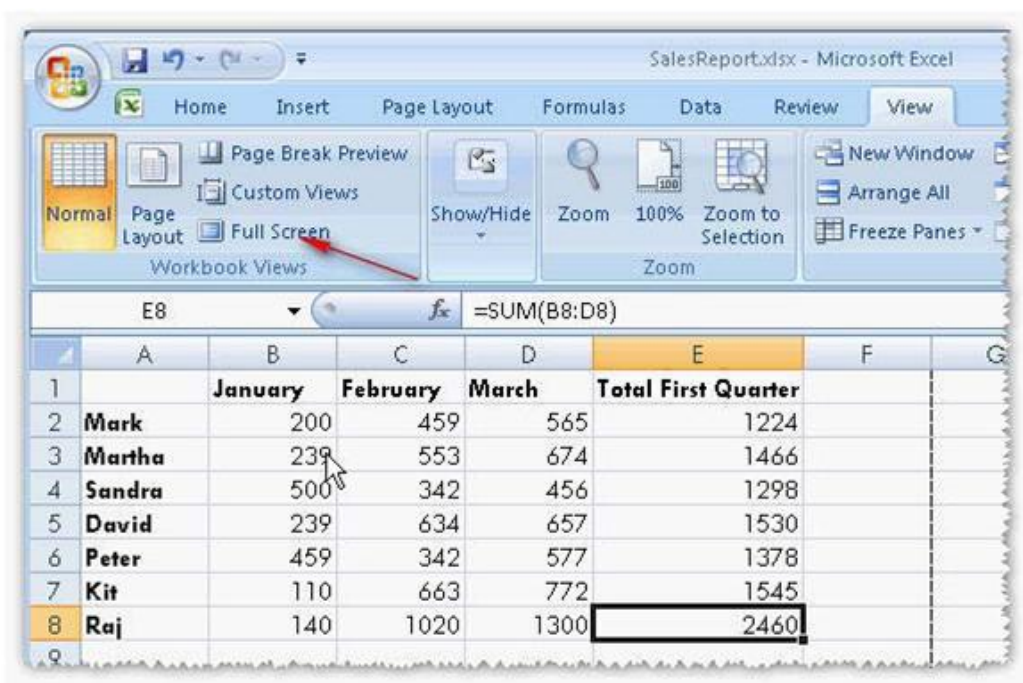 SalesReport.xlsx - Microsoft Excel
Home Insert Page Layout Formulas Data Review View
Normal
Page Layout
Page Break Preview
Custom Views
Full Screen
Workbook Views
Show/Hide
Zoom
100
100%
Zoom to Selection
Zoom
New Window
Arrange All
Freeze Panes
E8 fx =SUM(B8:D8)
A B C D E F G
1 January February March Total First Quarter
2 Mark 200 459 565 1224
3 Martha 239 553 674 1466
4 Sandra 500 342 456 1298
5 David 239 634 657 1530
6 Peter 459 342 577 1378
7 Kit 110 663 772 1545
8 Raj 140 1020 1300 2460
9